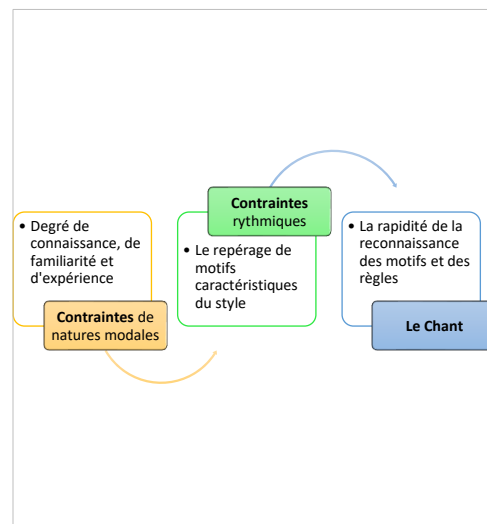 • Degré de
connaissance, de
familiarité et
d'expérience
Contraintes de
natures modales
Contraintes
rythmiques
• Le repérage de
motifs
caractéristiques
du style
• La rapidité de la
reconnaissance
des motifs et des
règles
Le Chant